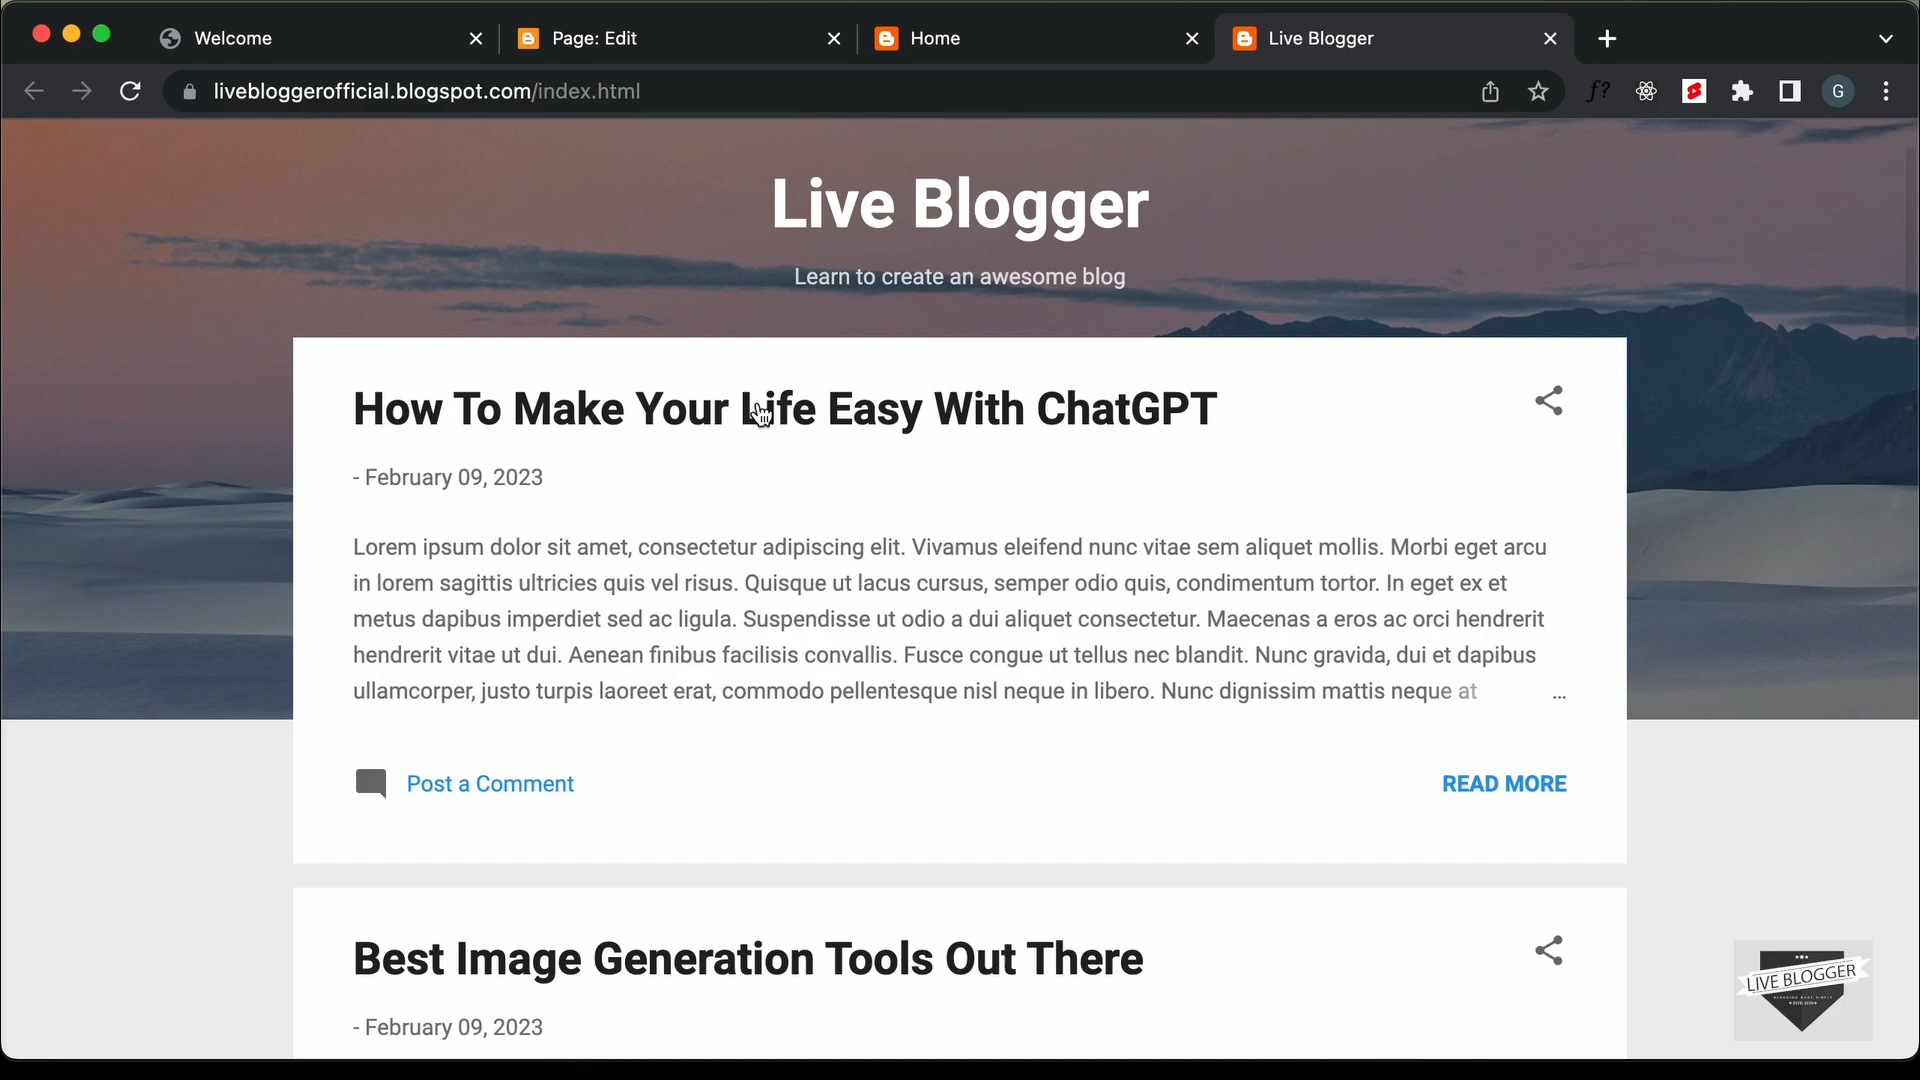 Welcome
Page: Edit
Home
Live Blogger
livebloggerofficial.blogspot.com/index.html
f?
G
Live Blogger
Learn to create an awesome blog
How To Make Your Life Easy With ChatGPT
- February 09, 2023
Lorem ipsum dolor sit amet, consectetur adipiscing elit. Vivamus eleifend nunc vitae sem aliquet mollis. Morbi eget arcu
in lorem sagittis ultricies quis vel risus. Quisque ut lacus cursus, semper odio quis, condimentum tortor. In eget ex et
metus dapibus imperdiet sed ac ligula. Suspendisse ut odio a dui aliquet consectetur. Maecenas a eros ac orci hendrerit
hendrerit vitae ut dui. Aenean finibus facilisis convallis. Fusce congue ut tellus nec blandit. Nunc gravida, dui et dapibus
ullamcorper, justo turpis laoreet erat, commodo pellentesque nisl neque in libero. Nunc dignissim mattis neque at ...
Post a Comment
READ MORE
Best Image Generation Tools Out There
- February 09, 2023
LIVE BLOGGER
BLOGGING MADE SIMPLE